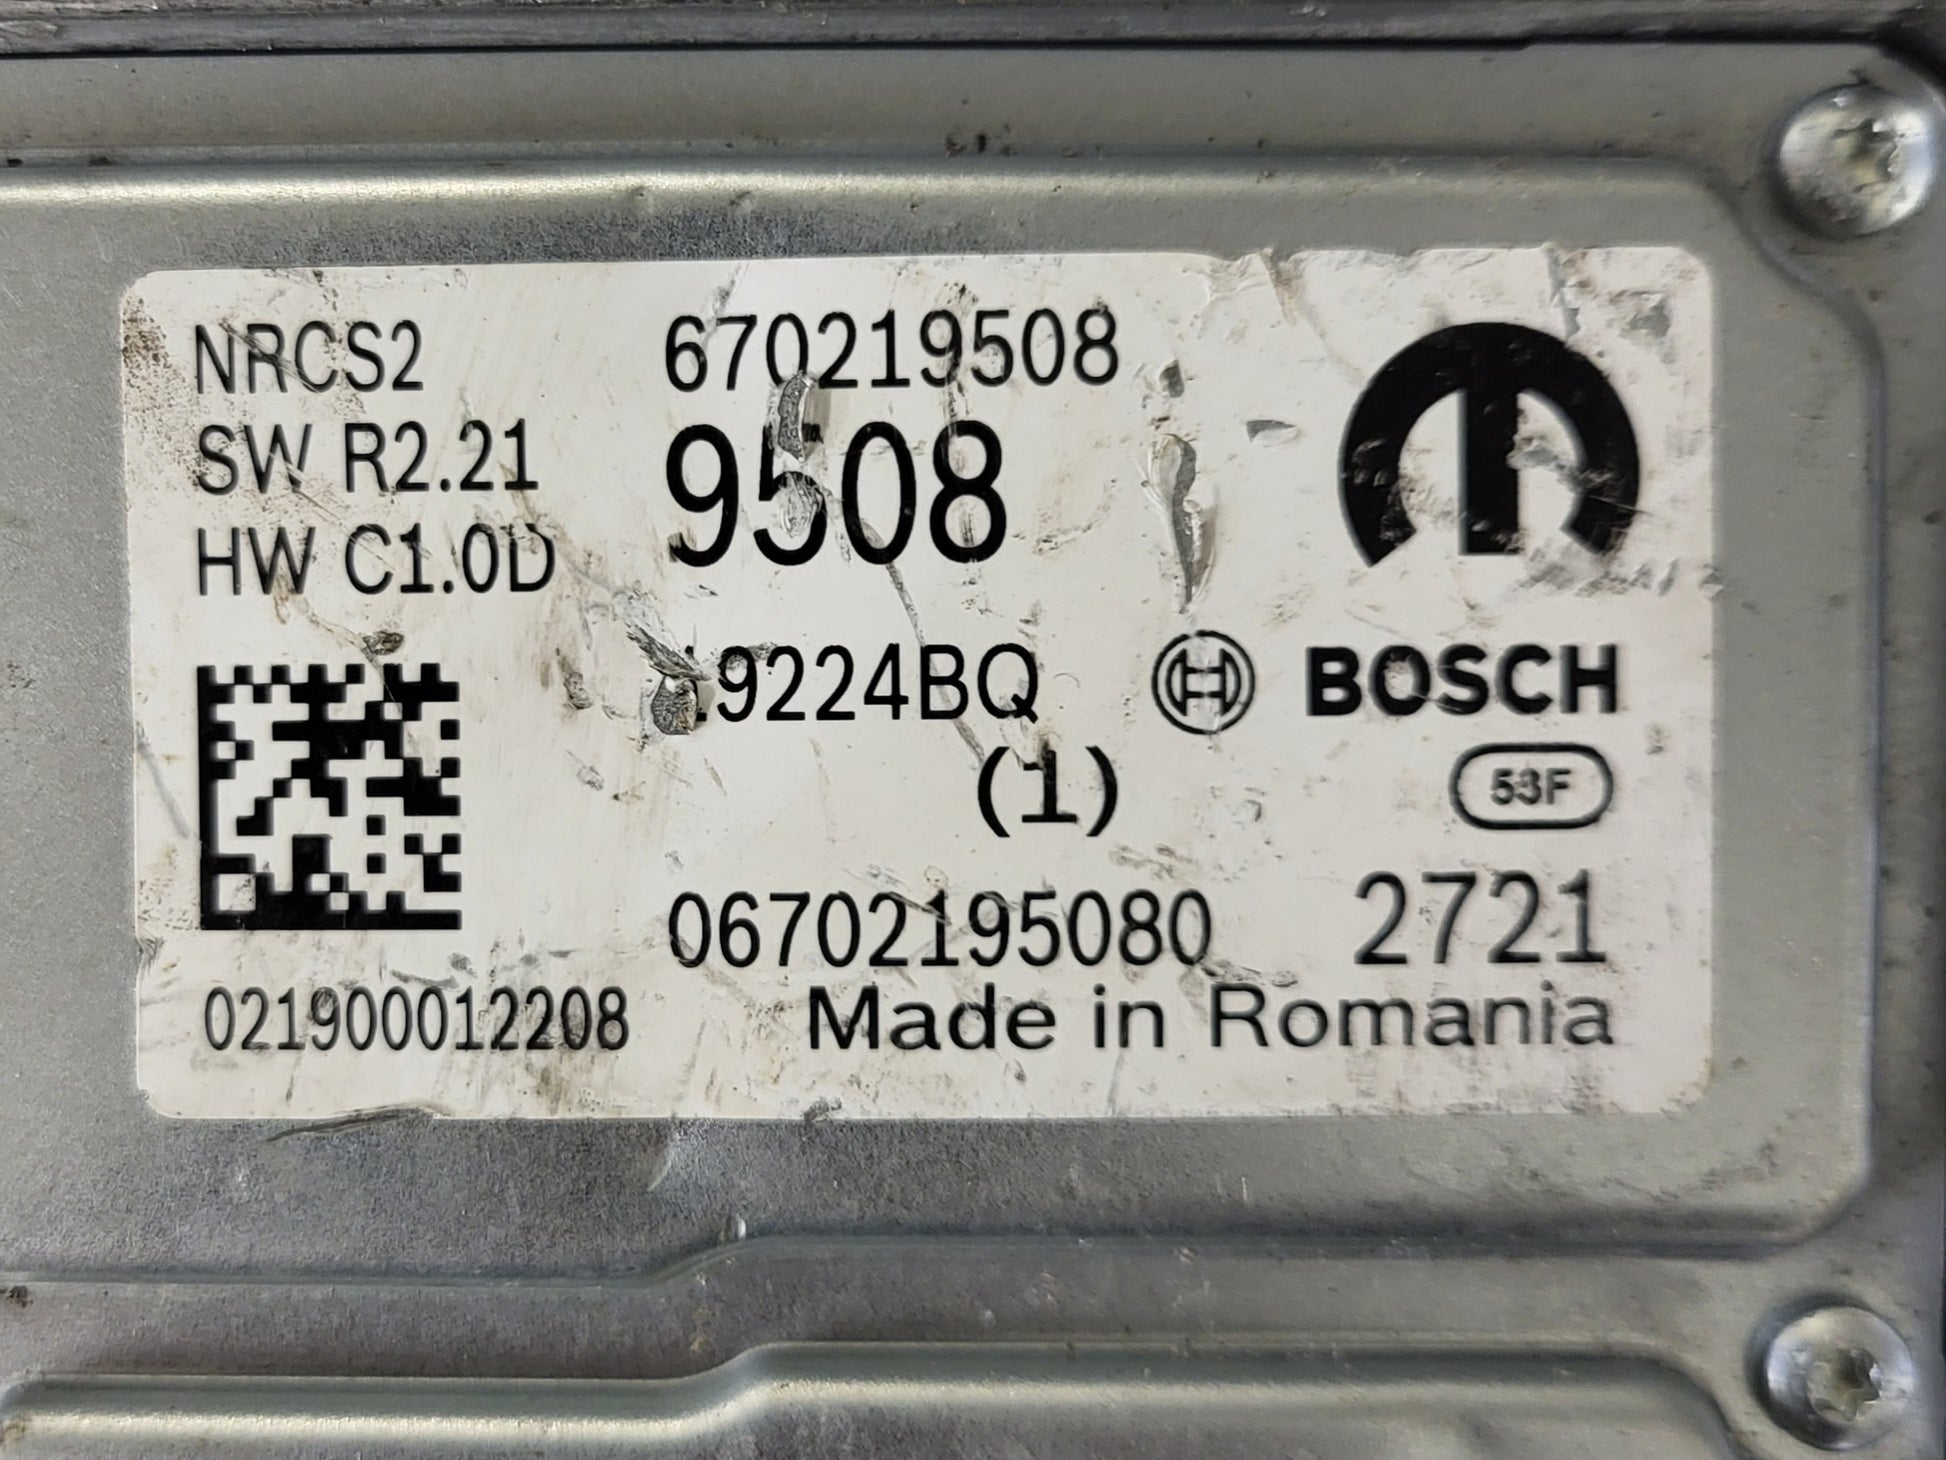 NRCS2 670219508
SW R2.21
9508
HW C1.0D
9224BQ
BOSCH
(1)
53F
06702195080 2721
021900012208
Made in Romania